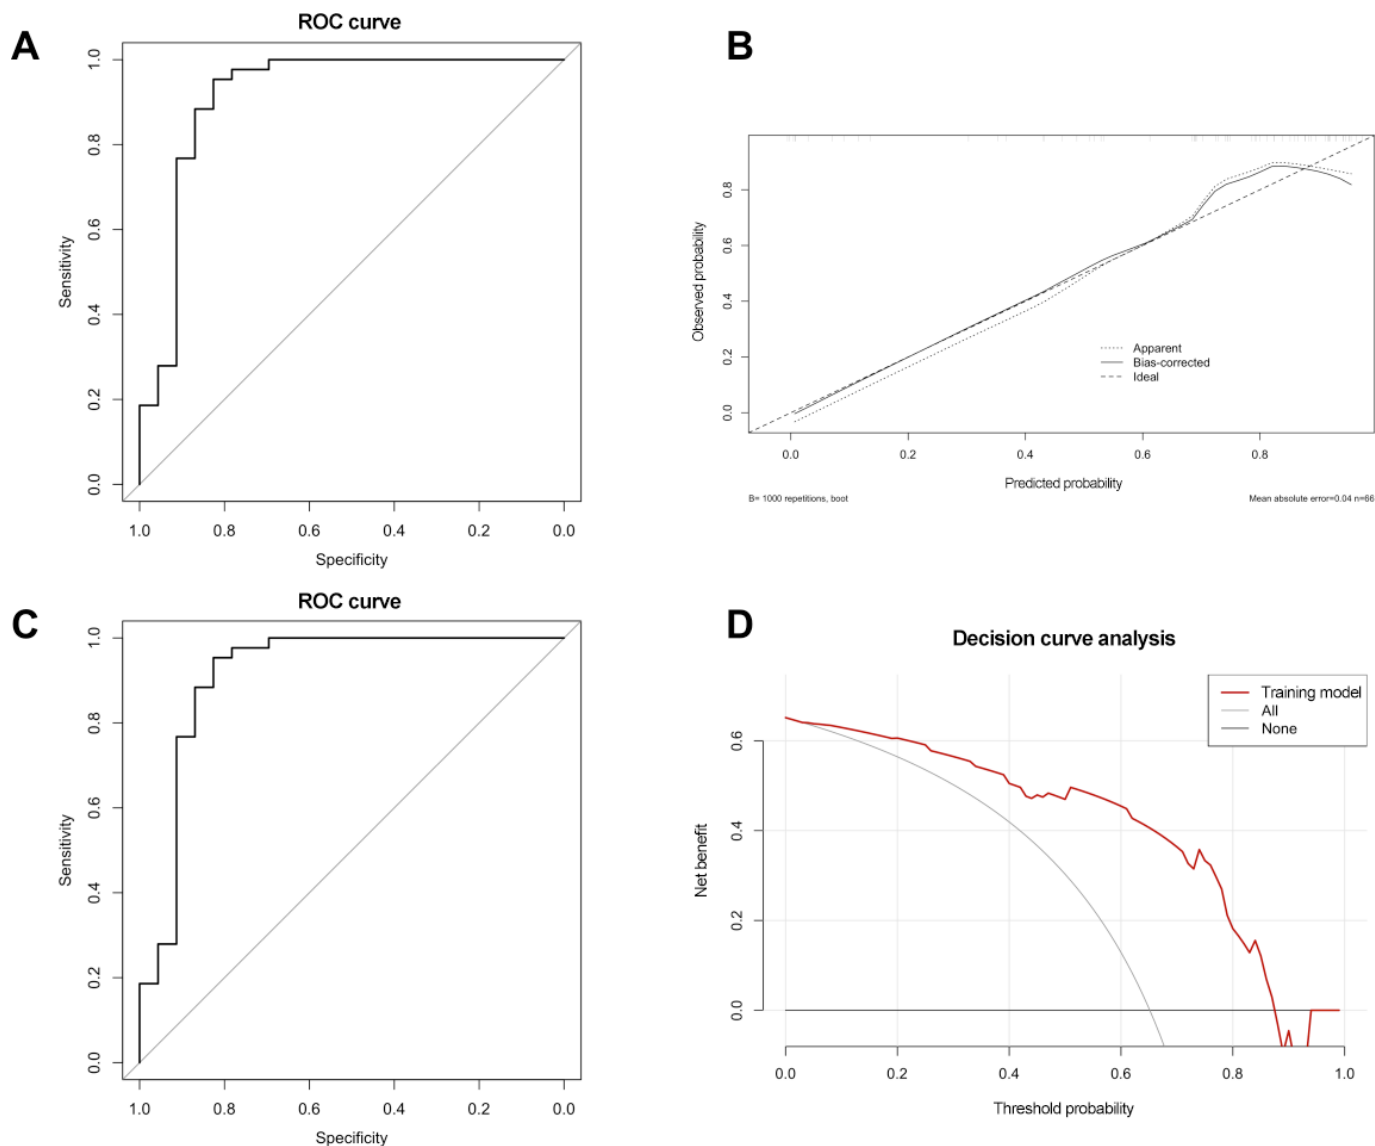 A
ROC curve
Sensitivity
1.0
0.8
0.6
0.4
0.2
0.0
1.0 0.8 0.6 0.4 0.2 0.0
Specificity
B
Observed probability
0.8
0.6
0.4
0.2
0.0
Apparent
Bias-corrected
Ideal
0.0 0.2 0.4 0.6 0.8
Predicted probability
B= 1000 repetitions, boot
Mean absolute error=0.04 n=66
C
ROC curve
Sensitivity
1.0
0.8
0.6
0.4
0.2
0.0
1.0 0.8 0.6 0.4 0.2 0.0
Specificity
D
Decision curve analysis
Training model
All
None
Net benefit
0.6
0.4
0.2
0.0
0.0 0.2 0.4 0.6 0.8 1.0
Threshold probability